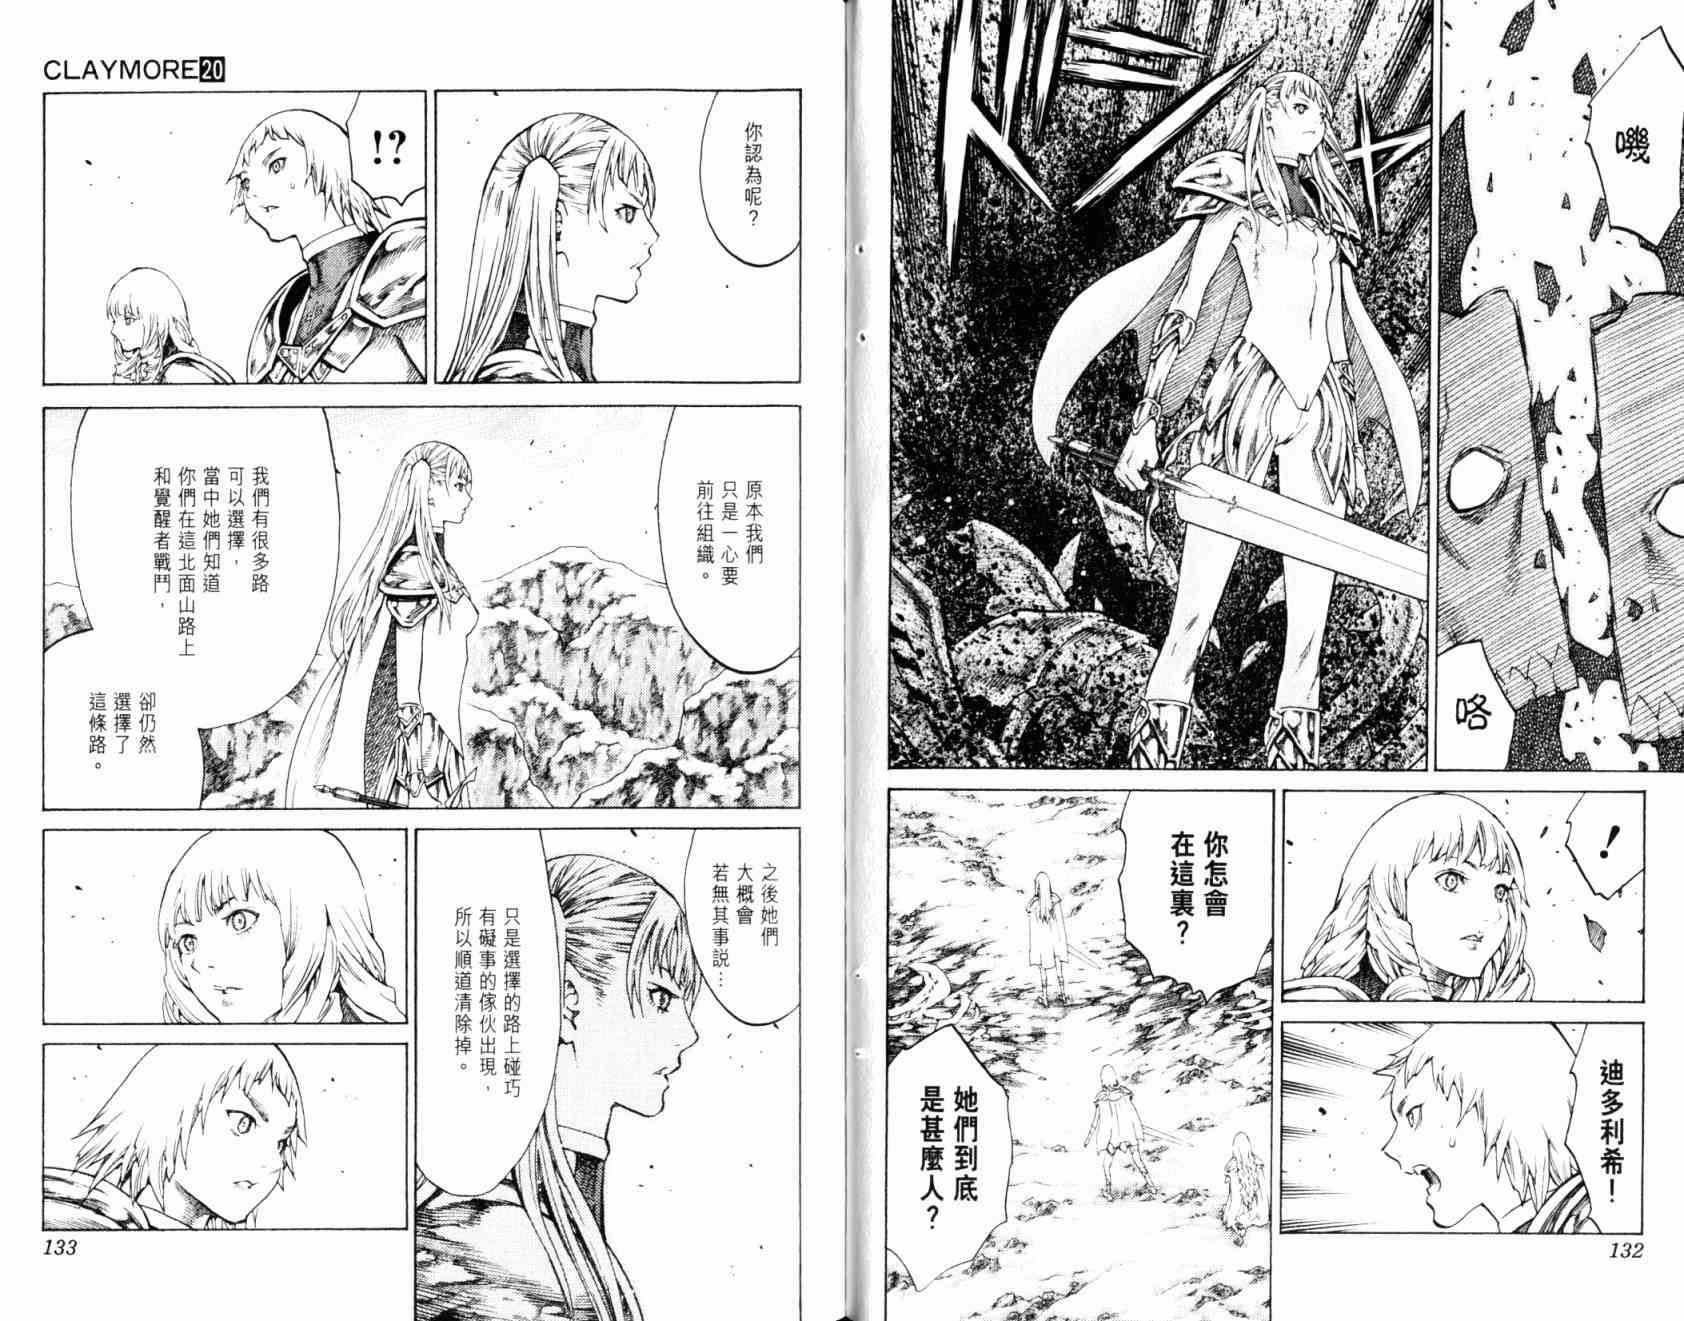 嘰
咯
!
迪多利希!
你怎會
在這裏?
她們到底
是甚麼人?
132
CLAYMORE 20
你認為呢?
!?
原本我們
只是一心要
前往組織。
我們有很多路
可以選擇,
當中她們知道
你們在這北面山路上
和覺醒者戰鬥,
卻仍然
選擇了
這條路。
之後她們
大概會
若無其事說…
只是選擇的路上碰巧
有礙事的傢伙出現,
所以順道清除掉。
133